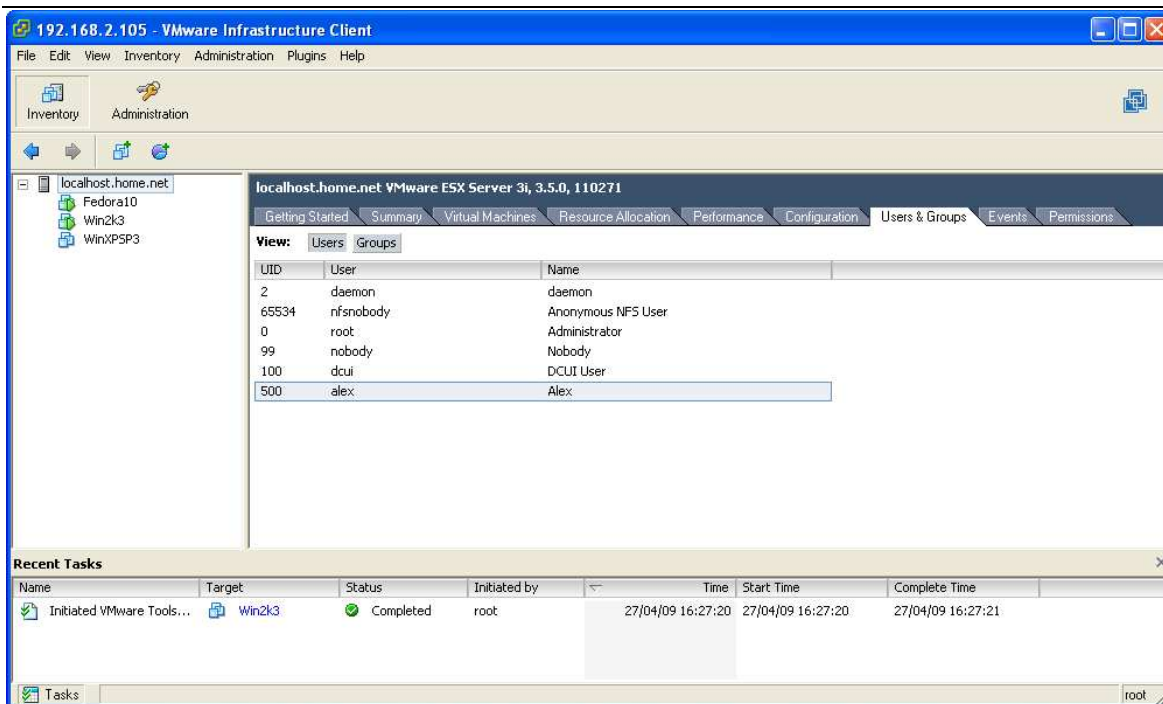 192.168.2.105 - VMware Infrastructure Client
File Edit View Inventory Administration Plugins Help
Inventory Administration
localhost.home.net
Fedora10
Win2k3
WinXPSP3
localhost.home.net VMware ESX Server 3i, 3.5.0, 110271
Getting Started Summary Virtual Machines Resource Allocation Performance Configuration Users & Groups Events Permissions
View: Users Groups
UID User Name
2 daemon daemon
65534 nfsnobody Anonymous NFS User
0 root Administrator
99 nobody Nobody
100 dcui DCUI User
500 alex Alex
Recent Tasks
Name Target Status Initiated by Time Start Time Complete Time
Initiated VMware Tools... Win2k3 Completed root 27/04/09 16:27:20 27/04/09 16:27:20 27/04/09 16:27:21
Tasks root